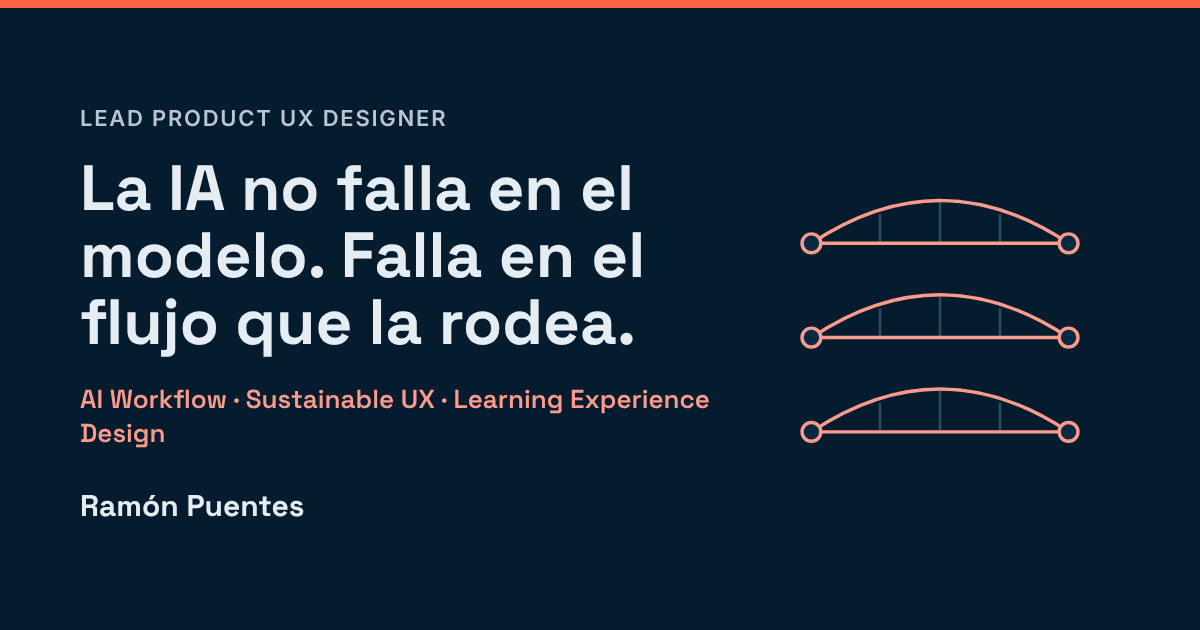 LEAD PRODUCT UX DESIGNER
La IA no falla en el
modelo. Falla en el
flujo que la rodea.
AI Workflow · Sustainable UX · Learning Experience
Design
Ramón Puentes